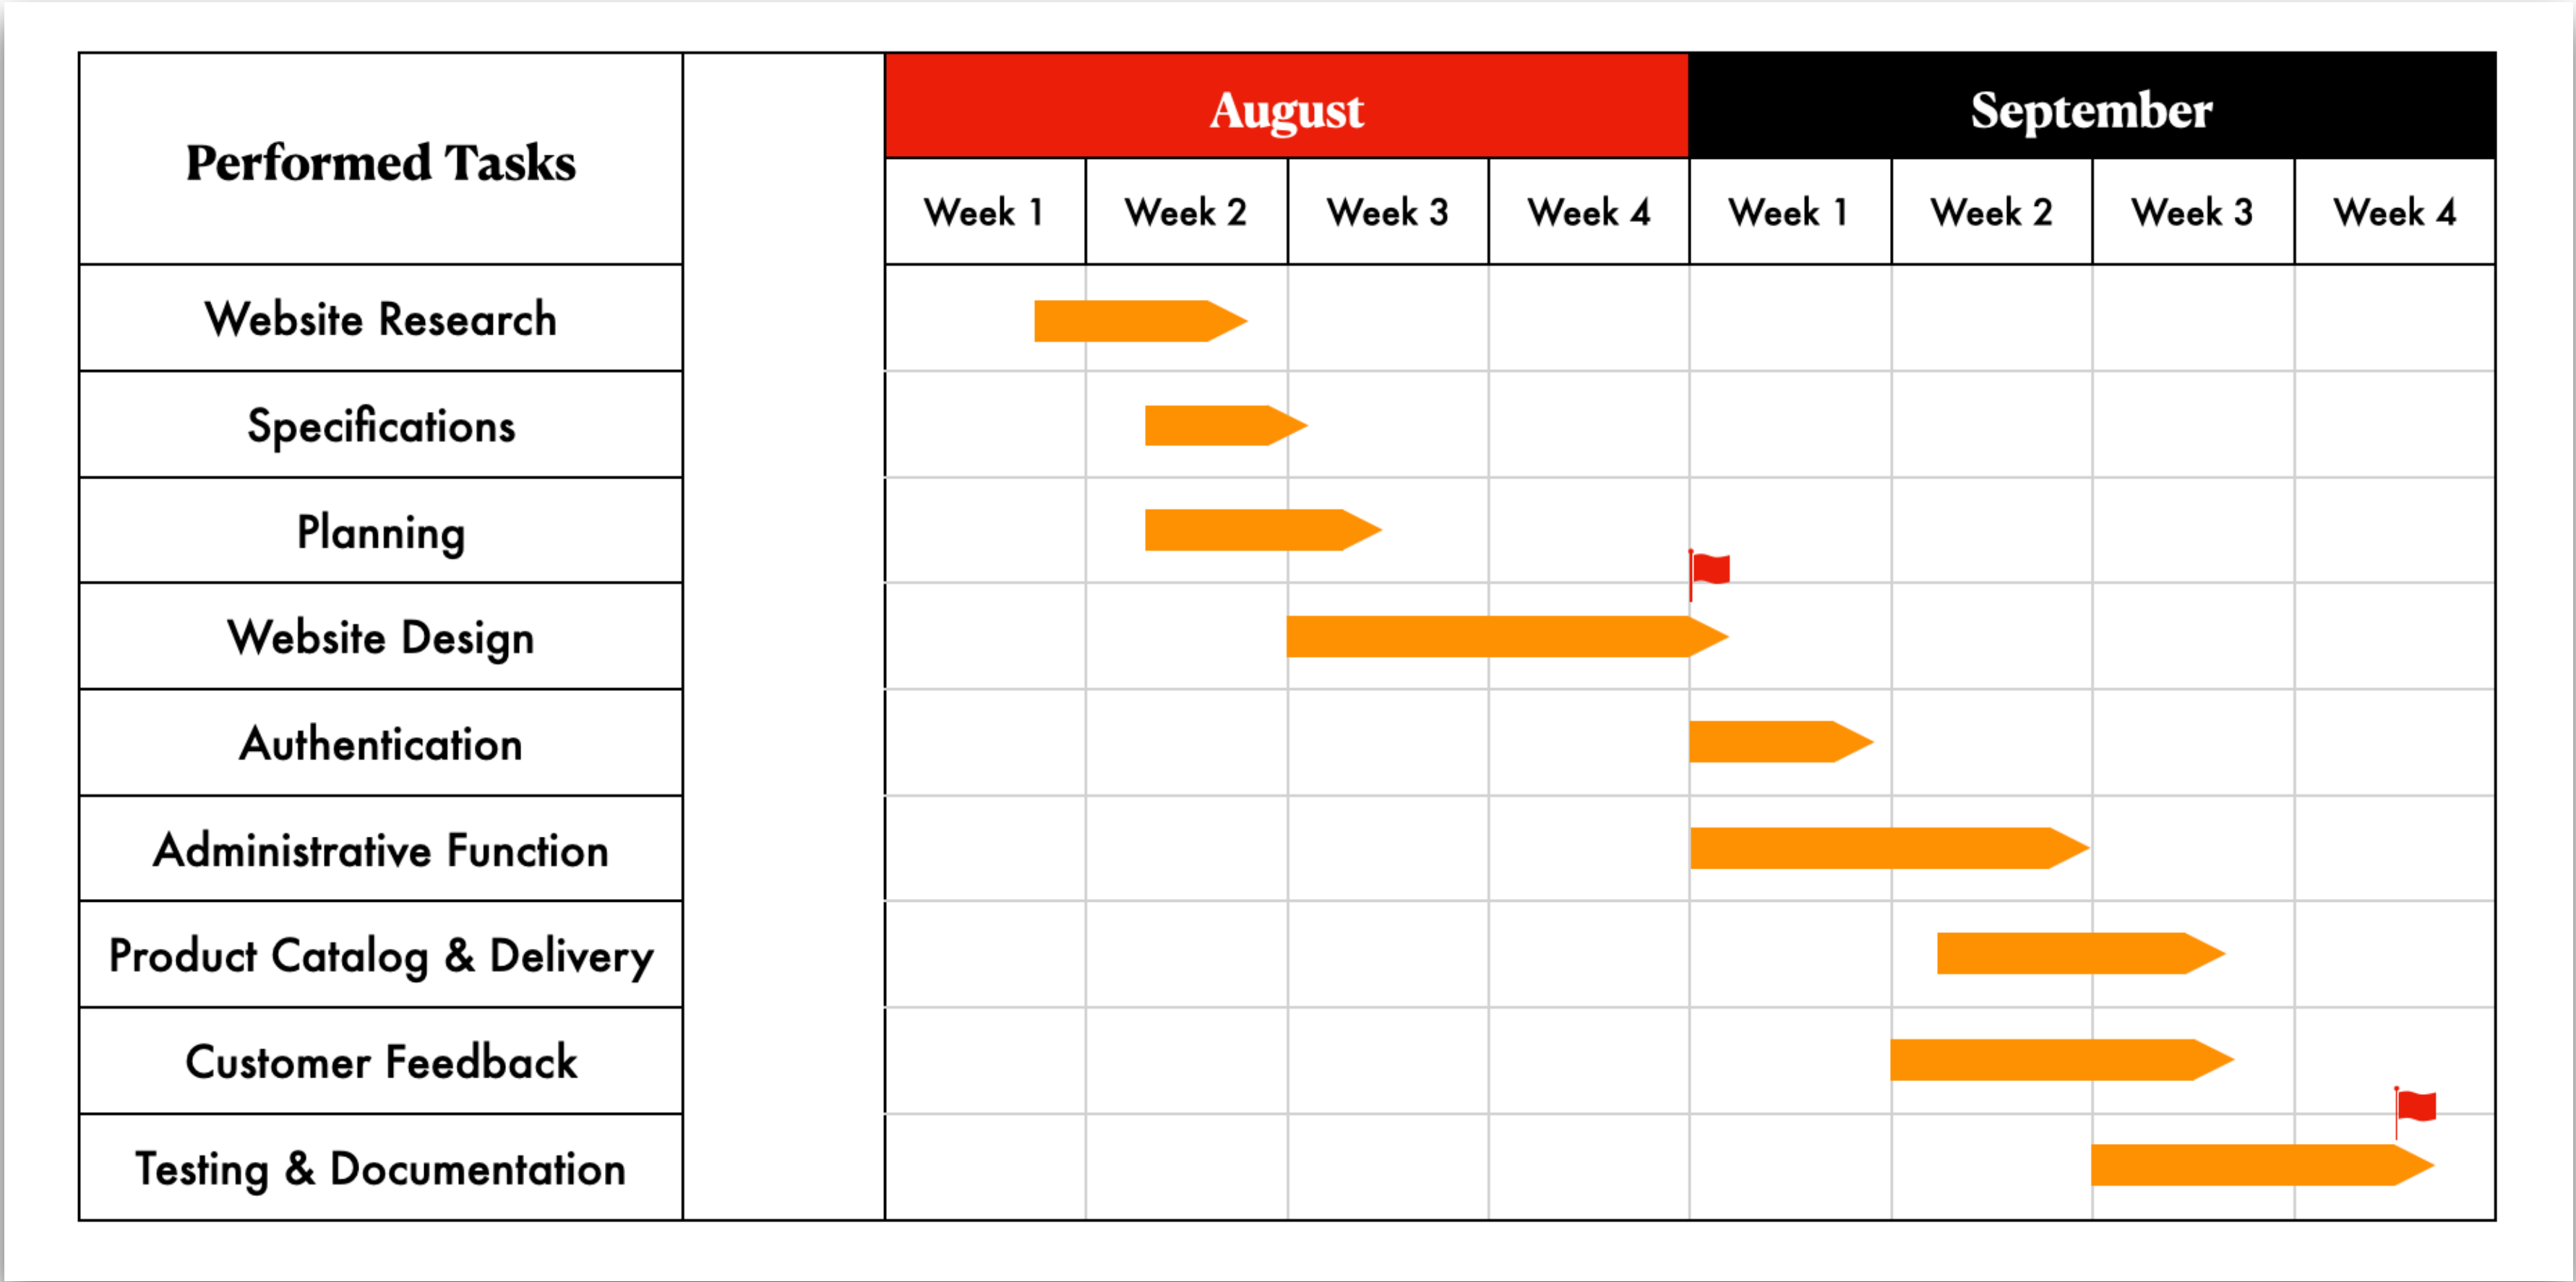 Performed Tasks
August
September
Week 1
Week 2
Week 3
Week 4
Week 1
Week 2
Week 3
Week 4
Website Research
Specifications
Planning
Website Design
Authentication
Administrative Function
Product Catalog & Delivery
Customer Feedback
Testing & Documentation